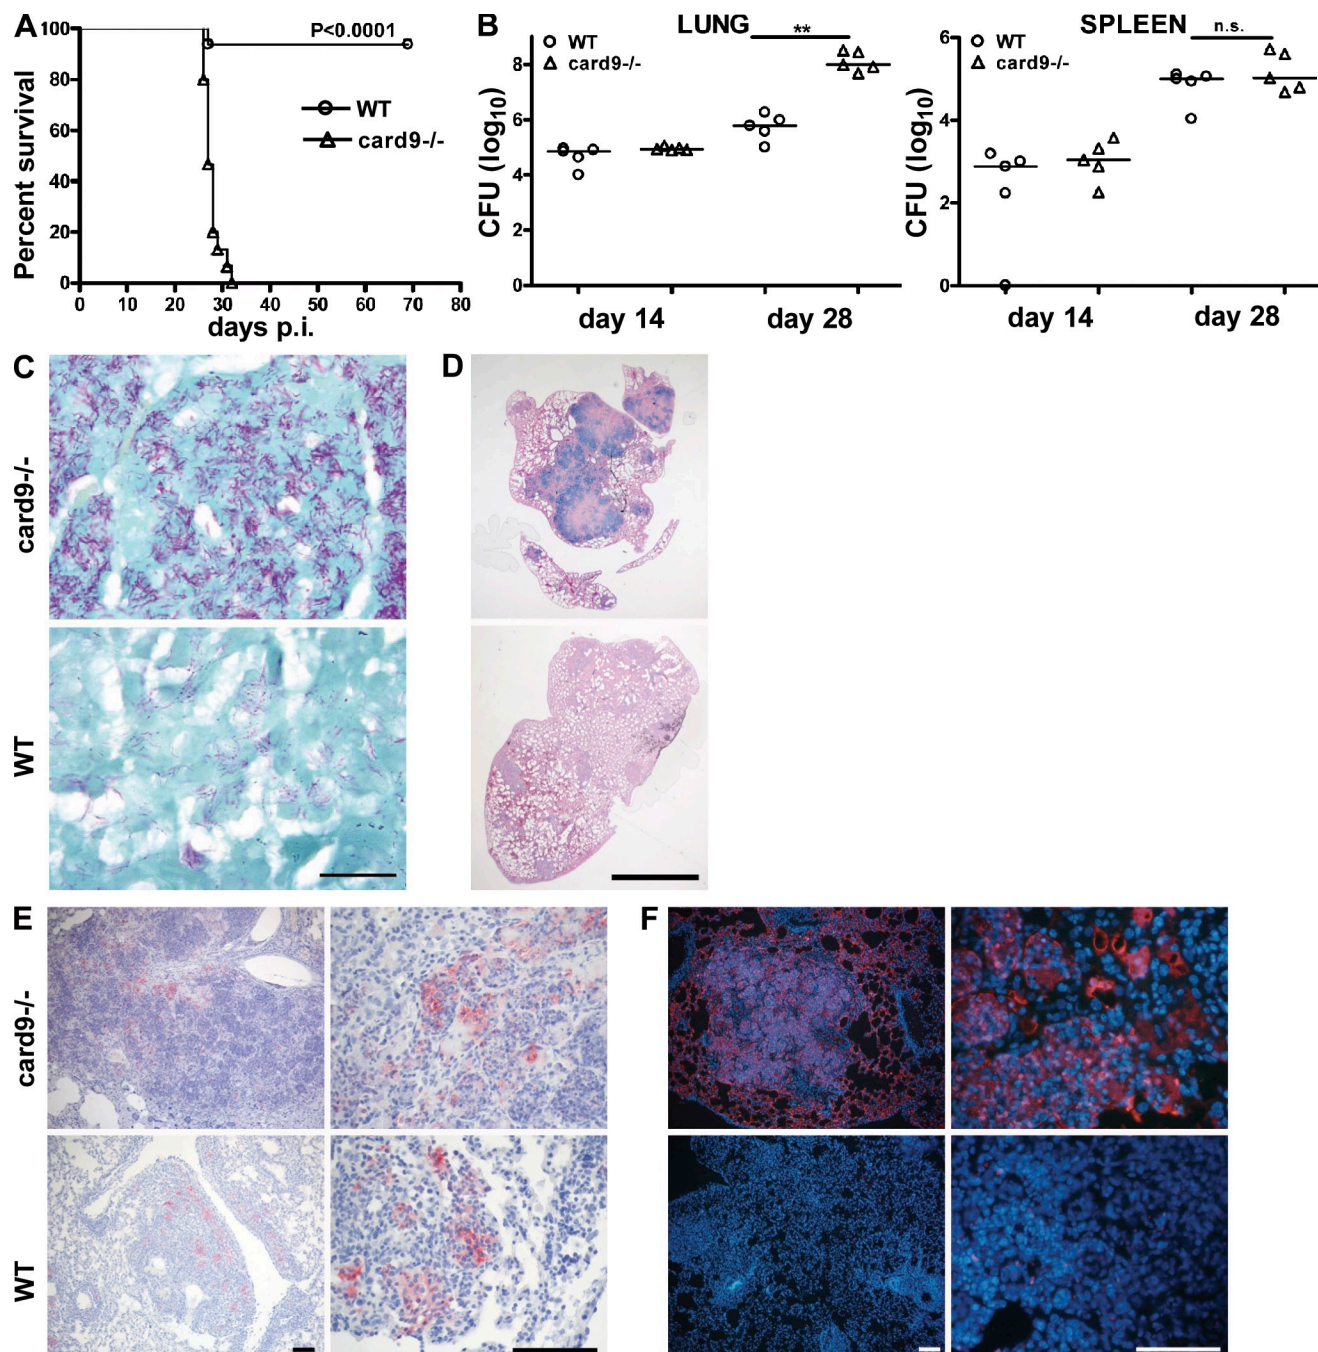 A
Percent survival
100
80
60
40
20
0
0 10 20 30 40 50 60 70 80
days p.i.
P<0.0001
WT
card9-/-
B
LUNG
WT
card9-/-
**
CFU (log10)
8
6
4
2
0
day 14 day 28
SPLEEN
WT
card9-/-
n.s.
CFU (log10)
6
4
2
0
day 14 day 28
C
card9-/-
WT
D
E
card9-/-
WT
F